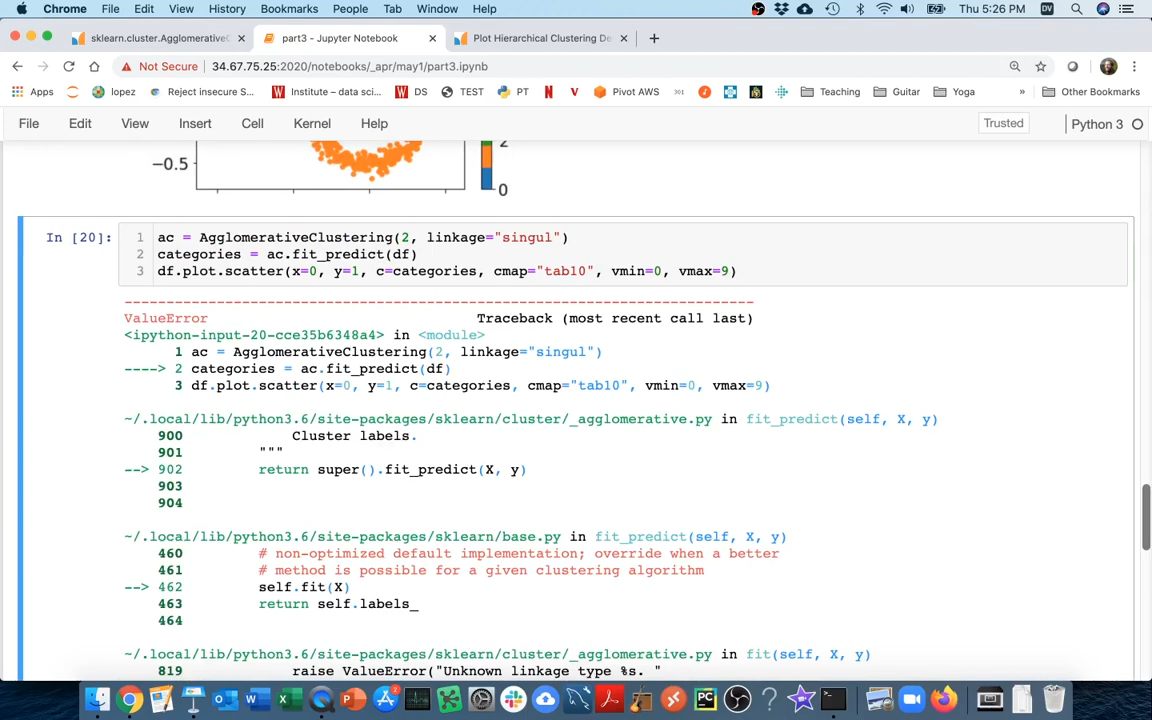 Chrome File Edit View History Bookmarks People Tab Window Help Thu 5:26 PM DV
sklearn.cluster.AgglomerativeC part3 - Jupyter Notebook Plot Hierarchical Clustering De
Not Secure 34.67.75.25:2020/notebooks/_apr/may1/part3.ipynb
Apps lopez Reject insecure S... Institute – data sci... DS TEST PT Pivot AWS 301 Teaching Guitar Yoga » Other Bookmarks
File Edit View Insert Cell Kernel Help Trusted Python 3
−0.5
2
0
In [20]:
1 ac = AgglomerativeClustering(2, linkage="singul")
2 categories = ac.fit_predict(df)
3 df.plot.scatter(x=0, y=1, c=categories, cmap="tab10", vmin=0, vmax=9)
---------------------------------------------------------------------------
ValueError Traceback (most recent call last)
<ipython-input-20-cce35b6348a4> in <module>
1 ac = AgglomerativeClustering(2, linkage="singul")
----> 2 categories = ac.fit_predict(df)
3 df.plot.scatter(x=0, y=1, c=categories, cmap="tab10", vmin=0, vmax=9)
~/.local/lib/python3.6/site-packages/sklearn/cluster/_agglomerative.py in fit_predict(self, X, y)
900 Cluster labels.
901 """
--> 902 return super().fit_predict(X, y)
903
904
~/.local/lib/python3.6/site-packages/sklearn/base.py in fit_predict(self, X, y)
460 # non-optimized default implementation; override when a better
461 # method is possible for a given clustering algorithm
--> 462 self.fit(X)
463 return self.labels_
464
~/.local/lib/python3.6/site-packages/sklearn/cluster/_agglomerative.py in fit(self, X, y)
819 raise ValueError("Unknown linkage type %s. "